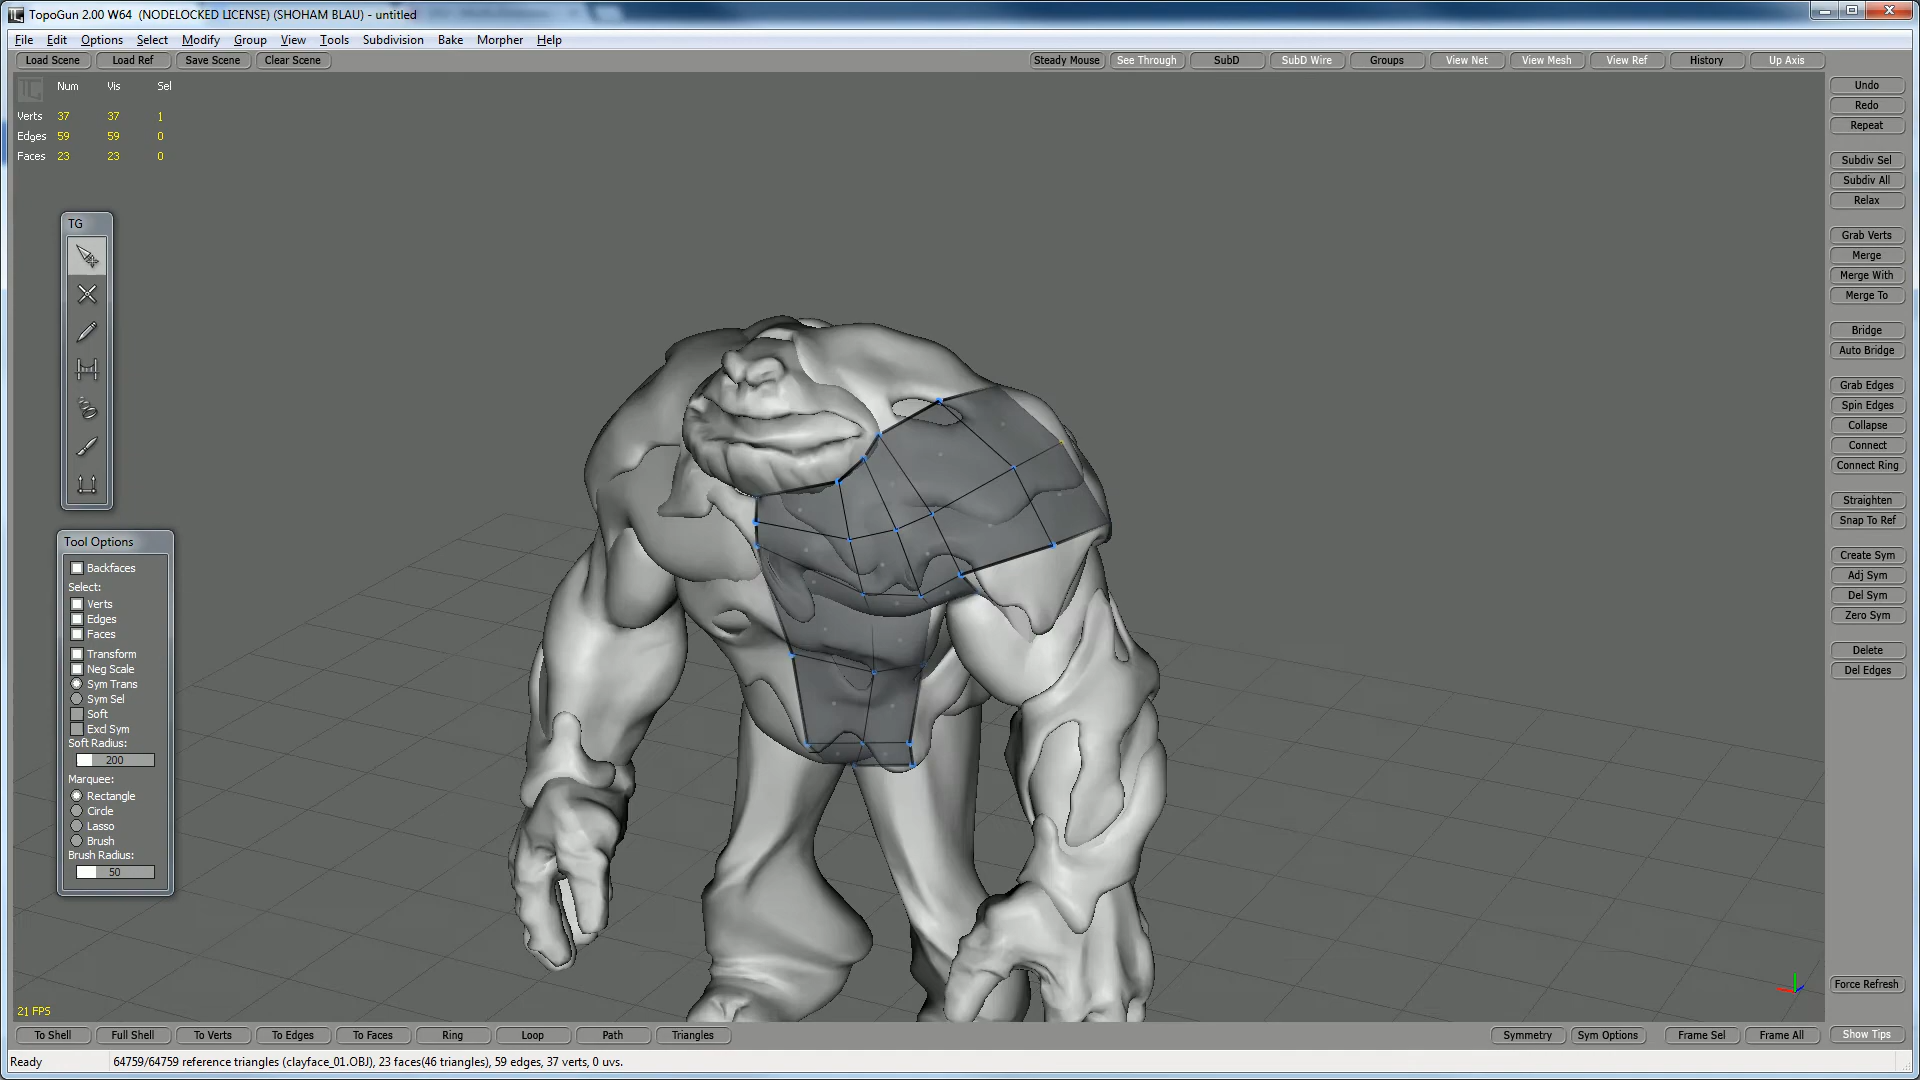 TopoGun 2.00 W64  (NODELOCKED LICENSE) (SHOHAM BLAU) - untitled
File Edit Options Select Modify Group View Tools Subdivision Bake Morpher Help
Load Scene Load Ref Save Scene Clear Scene Steady Mouse See Through SubD SubD Wire Groups View Net View Mesh View Ref History Up Axis
Num Vis Sel
Verts 37 37 1
Edges 59 59 0
Faces 23 23 0
TG
Tool Options
Backfaces
Select:
Verts
Edges
Faces
Transform
Neg Scale
Sym Trans
Sym Sel
Soft
Excl Sym
Soft Radius:
200
Marquee:
Rectangle
Circle
Lasso
Brush
Brush Radius:
50
21 FPS
Undo
Redo
Repeat
Subdiv Sel
Subdiv All
Relax
Grab Verts
Merge
Merge With
Merge To
Bridge
Auto Bridge
Grab Edges
Spin Edges
Collapse
Connect
Connect Ring
Straighten
Snap To Ref
Create Sym
Adj Sym
Del Sym
Zero Sym
Delete
Del Edges
Force Refresh
Show Tips
To Shell Full Shell To Verts To Edges To Faces Ring Loop Path Triangles Symmetry Sym Options Frame Sel Frame All
Ready 64759/64759 reference triangles (clayface_01.OBJ), 23 faces(46 triangles), 59 edges, 37 verts, 0 uvs.